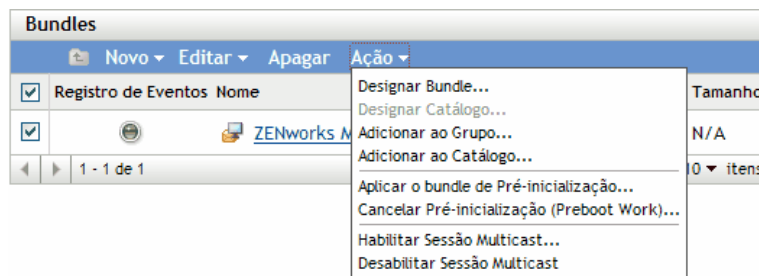 Bundles
Novo Editar Apagar Ação
Registro de Eventos Nome Tamanho
ZENworks N/A
1 - 1 de 1 itens
Designar Bundle...
Designar Catálogo...
Adicionar ao Grupo...
Adicionar ao Catálogo...
Aplicar o bundle de Pré-inicialização...
Cancelar Pré-inicialização (Preboot Work)...
Habilitar Sessão Multicast...
Desabilitar Sessão Multicast